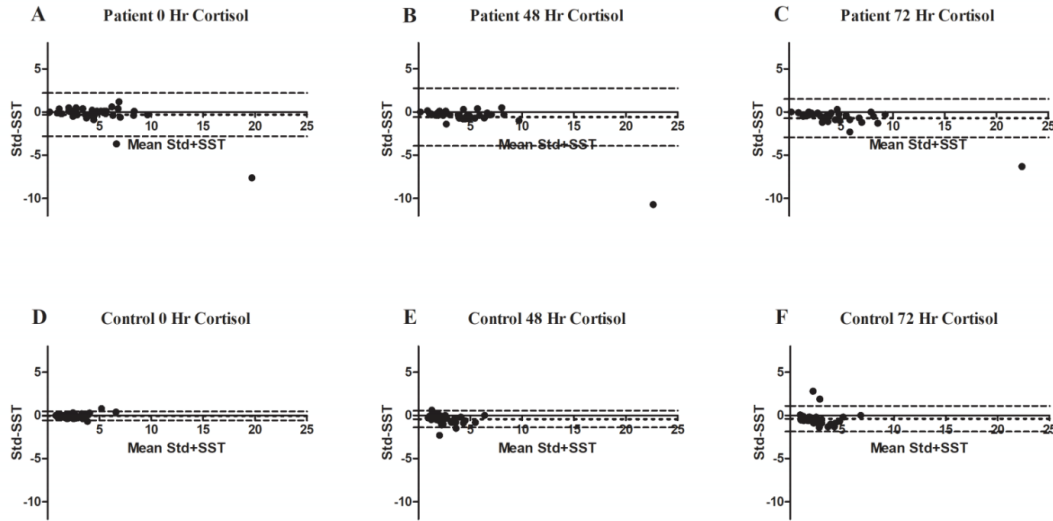 A Patient 0 Hr Cortisol
5
0
-5
-10
5 10 15 20 25
Std-SST
Mean Std+SST
B Patient 48 Hr Cortisol
5
0
-5
-10
5 10 15 20 25
Std-SST
Mean Std+SST
C Patient 72 Hr Cortisol
5
0
-5
-10
5 10 15 20 25
Std-SST
Mean Std+SST
D Control 0 Hr Cortisol
5
0
-5
-10
5 10 15 20 25
Std-SST
Mean Std+SST
E Control 48 Hr Cortisol
5
0
-5
-10
5 10 15 20 25
Std-SST
Mean Std+SST
F Control 72 Hr Cortisol
5
0
-5
-10
5 10 15 20 25
Std-SST
Mean Std+SST